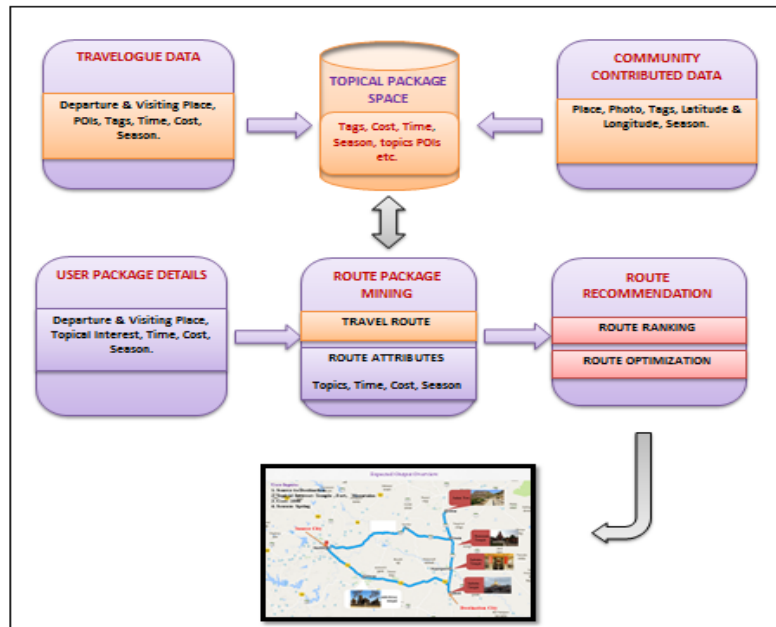 TRAVELOGUE DATA
Departure & Visiting Place,
POIs, Tags, Time, Cost,
Season.
TOPICAL PACKAGE
SPACE
Tags, Cost, Time,
Season, topics POIs
etc.
COMMUNITY
CONTRIBUTED DATA
Place, Photo, Tags, Latitude &
Longitude, Season.
USER PACKAGE DETAILS
Departure & Visiting Place,
Topical Interest, Time, Cost,
Season.
ROUTE PACKAGE
MINING
TRAVEL ROUTE
ROUTE ATTRIBUTES
Topics, Time, Cost, Season
ROUTE
RECOMMENDATION
ROUTE RANKING
ROUTE OPTIMIZATION
Source City
Destination City